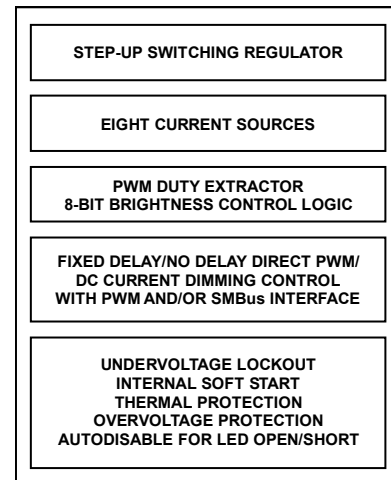 STEP-UP SWITCHING REGULATOR
EIGHT CURRENT SOURCES
PWM DUTY EXTRACTOR
8-BIT BRIGHTNESS CONTROL LOGIC
FIXED DELAY/NO DELAY DIRECT PWM/
DC CURRENT DIMMING CONTROL
WITH PWM AND/OR SMBus INTERFACE
UNDERVOLTAGE LOCKOUT
INTERNAL SOFT START
THERMAL PROTECTION
OVERVOLTAGE PROTECTION
AUTODISABLE FOR LED OPEN/SHORT